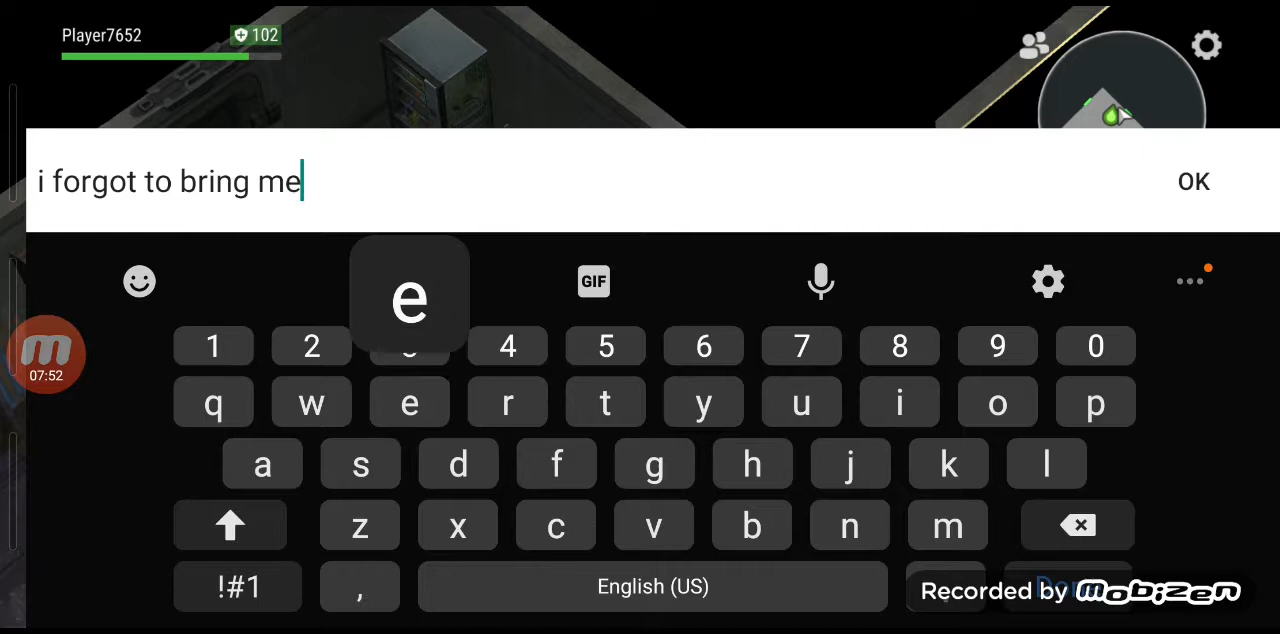 Player7652
102
i forgot to bring me
OK
e
GIF
1 2 4 5 6 7 8 9 0
q w e r t y u i o p
a s d f g h j k l
z x c v b n m
!#1 , English (US)
07:52
Recorded by mobizen